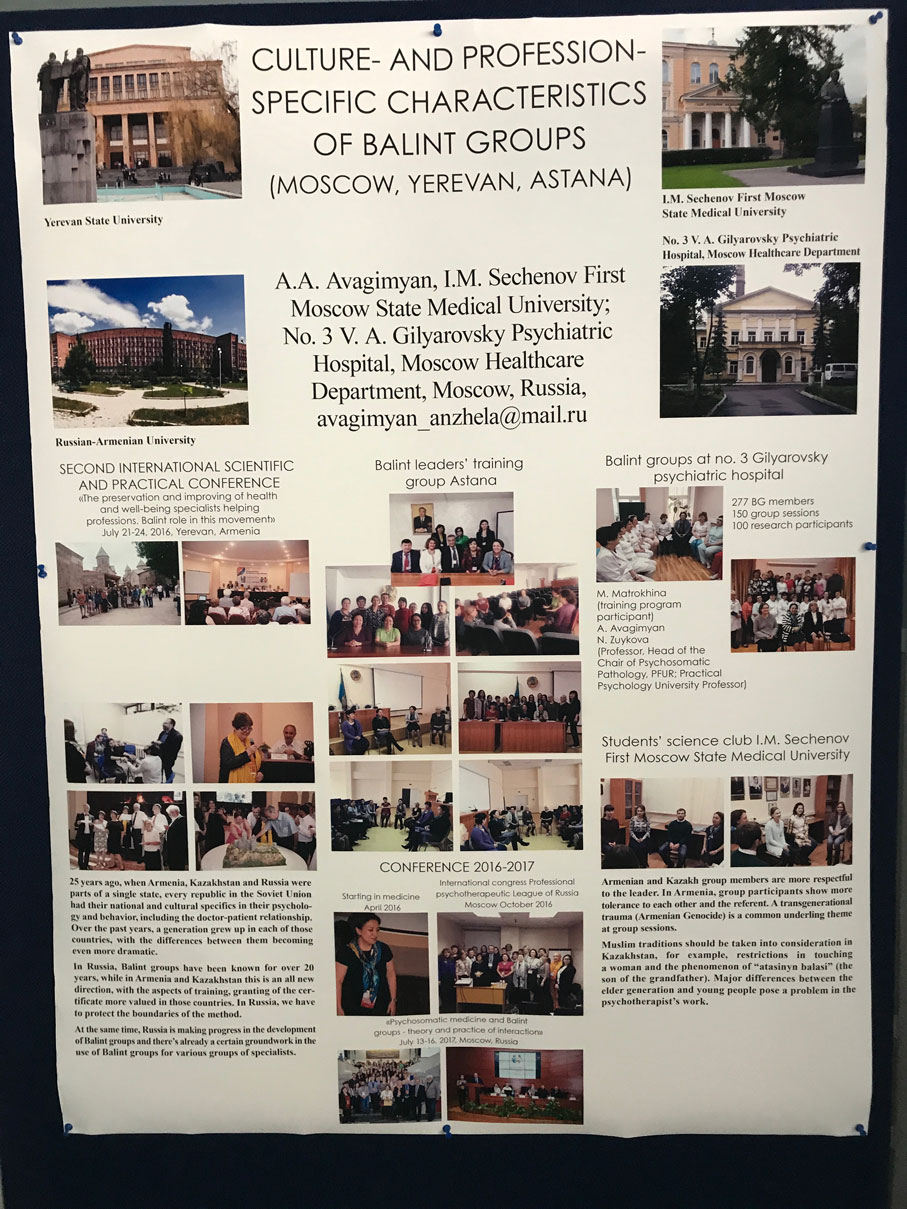 CULTURE- AND PROFESSION-
SPECIFIC CHARACTERISTICS
OF BALINT GROUPS
(MOSCOW, YEREVAN, ASTANA)
Yerevan State University
I.M. Sechenov First Moscow
State Medical University
No. 3 V. A. Gilyarovsky Psychiatric
Hospital, Moscow Healthcare Department
A.A. Avagimyan, I.M. Sechenov First
Moscow State Medical University;
No. 3 V. A. Gilyarovsky Psychiatric
Hospital, Moscow Healthcare
Department, Moscow, Russia,
avagimyan_anzhela@mail.ru
Russian-Armenian University
SECOND INTERNATIONAL SCIENTIFIC
AND PRACTICAL CONFERENCE
«The preservation and improving of health
and well-being specialists helping
professions. Balint role in this movement»
July 21-24, 2016, Yerevan, Armenia
25 years ago, when Armenia, Kazakhstan and Russia were
parts of a single state, every republic in the Soviet Union
had their national and cultural specifics in their psycholo-
gy and behavior, including the doctor-patient relationship.
Over the past years, a generation grew up in each of those
countries, with the differences between them becoming
even more dramatic.
In Russia, Balint groups have been known for over 20
years, while in Armenia and Kazakhstan this is an all new
direction, with the aspects of training, granting of the cer-
tificate more valued in those countries. In Russia, we have
to protect the boundaries of the method.
At the same time, Russia is making progress in the development
of Balint groups and there's already a certain groundwork in the
use of Balint groups for various groups of specialists.
Balint leaders' training
group Astana
CONFERENCE 2016-2017
Starting in medicine
April 2016
International congress Professional
psychotherapeutic League of Russia
Moscow October 2016
«Psychosomatic medicine and Balint
groups - theory and practice of interaction»
July 13-16, 2017, Moscow, Russia
Balint groups at no. 3 Gilyarovsky
psychiatric hospital
277 BG members
150 group sessions
100 research participants
M. Matrokhina
(training program
participant)
A. Avagimyan
N. Zuykova
(Professor, Head of the
Chair of Psychosomatic
Pathology, PFUR; Practical
Psychology University Professor)
Students' science club I.M. Sechenov
First Moscow State Medical University
Armenian and Kazakh group members are more respectful
to the leader. In Armenia, group participants show more
tolerance to each other and the referent. A transgenerational
trauma (Armenian Genocide) is a common underling theme
at group sessions.
Muslim traditions should be taken into consideration in
Kazakhstan, for example, restrictions in touching
a woman and the phenomenon of “atasinyn balasi” (the
son of the grandfather). Major differences between the
elder generation and young people pose a problem in the
psychotherapist's work.